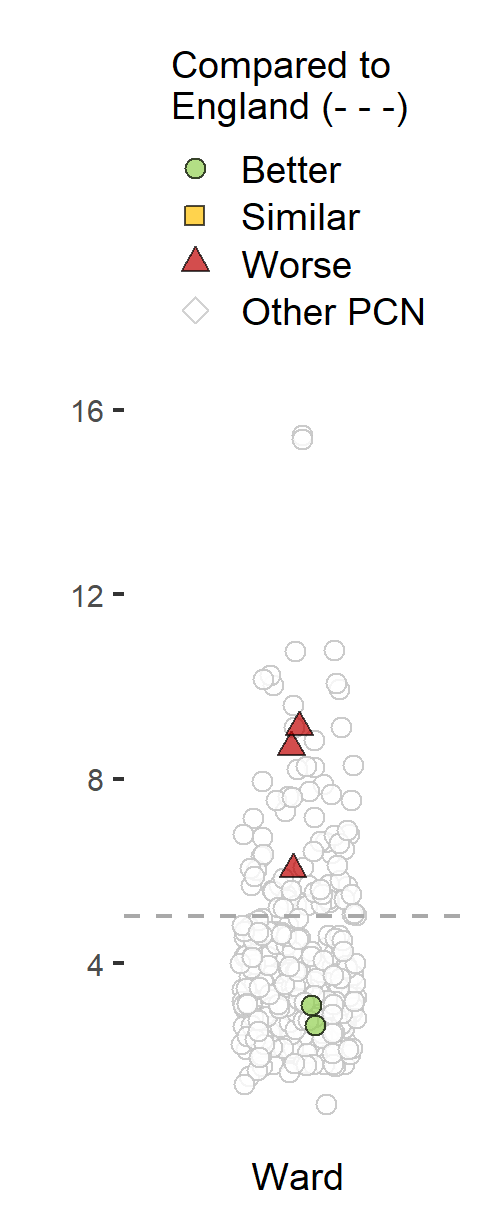 Compared to
England (- - -)
Better
Similar
Worse
Other PCN
16
12
8
4
Ward